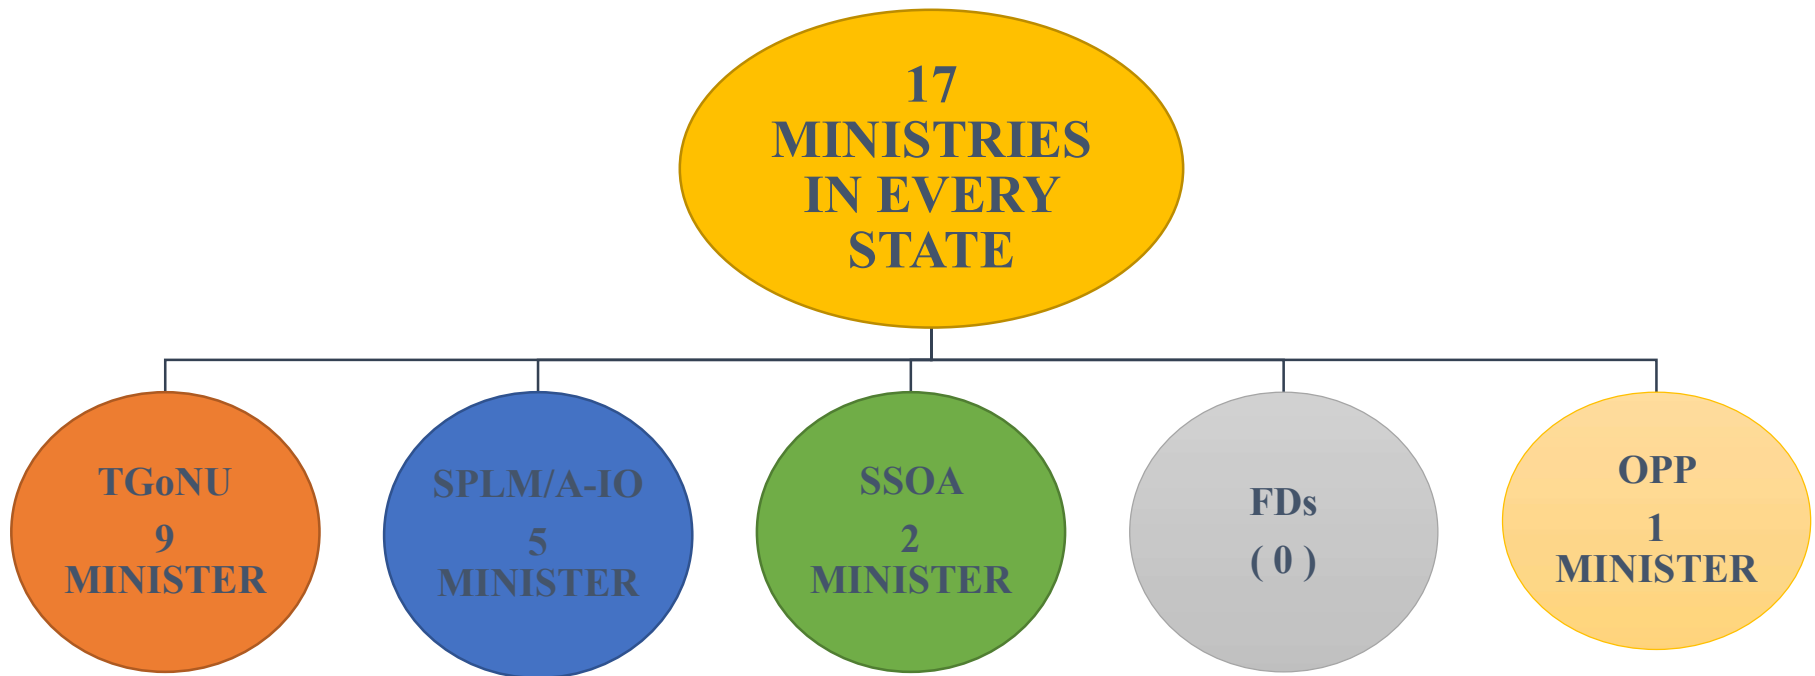 17
MINISTRIES
IN EVERY
STATE
TGoNU
9
MINISTER
SPLM/A-IO
5
MINISTER
SSOA
2
MINISTER
FDs
( 0 )
OPP
1
MINISTER